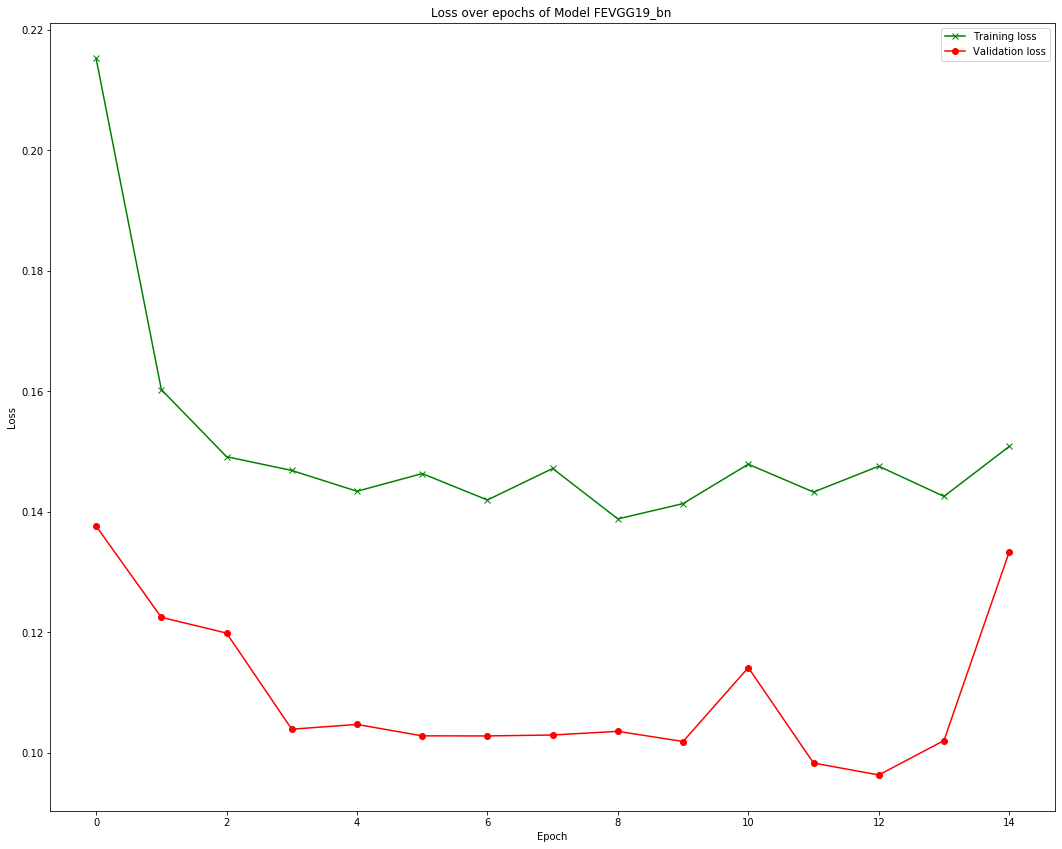 Loss over epochs of Model FEVGG19_bn
Training loss
Validation loss
0.22
0.20
0.18
0.16
0.14
0.12
0.10
Loss
0 2 4 6 8 10 12 14
Epoch